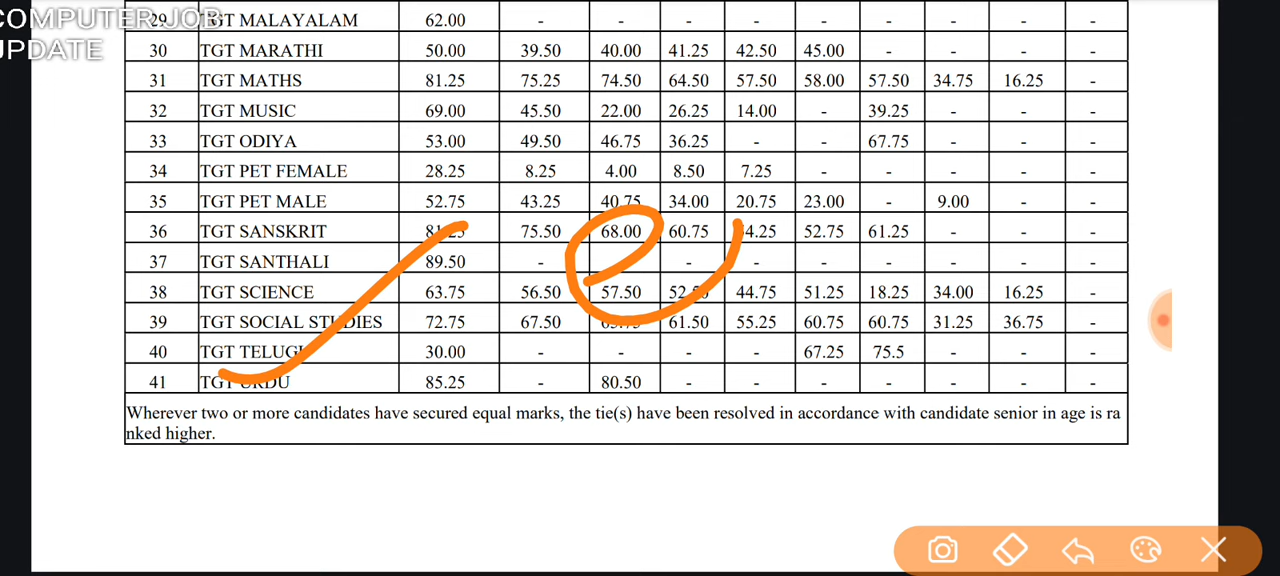 COMPUTER JOB
UPDATE
29 TGT MALAYALAM 62.00 - - - - - - - - -
30 TGT MARATHI 50.00 39.50 40.00 41.25 42.50 45.00 - - - -
31 TGT MATHS 81.25 75.25 74.50 64.50 57.50 58.00 57.50 34.75 16.25 -
32 TGT MUSIC 69.00 45.50 22.00 26.25 14.00 - 39.25 - - -
33 TGT ODIYA 53.00 49.50 46.75 36.25 - - 67.75 - - -
34 TGT PET FEMALE 28.25 8.25 4.00 8.50 7.25 - - - - -
35 TGT PET MALE 52.75 43.25 40.75 34.00 20.75 23.00 - 9.00 - -
36 TGT SANSKRIT 81.25 75.50 68.00 60.75 52.75 61.25 - - -
37 TGT SANTHALI 89.50 - - - - - - - - -
38 TGT SCIENCE 63.75 56.50 57.50 52.50 44.75 51.25 18.25 34.00 16.25 -
39 TGT SOCIAL STUDIES 72.75 67.50 61.50 55.25 60.75 60.75 31.25 36.75 -
40 TGT TELUGU 30.00 - - - - 67.25 75.5 - - -
41 TGT URDU 85.25 - 80.50 - - - - - - -
Wherever two or more candidates have secured equal marks, the tie(s) have been resolved in accordance with candidate senior in age is ra
nked higher.